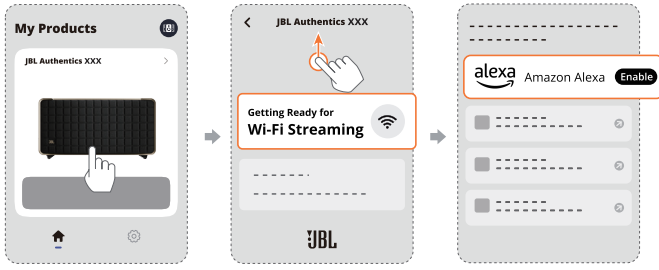 My Products
JBL
JBL Authentics XXX
JBL Authentics XXX
Getting Ready for
Wi-Fi Streaming
JBL
alexa
Amazon Alexa
Enable